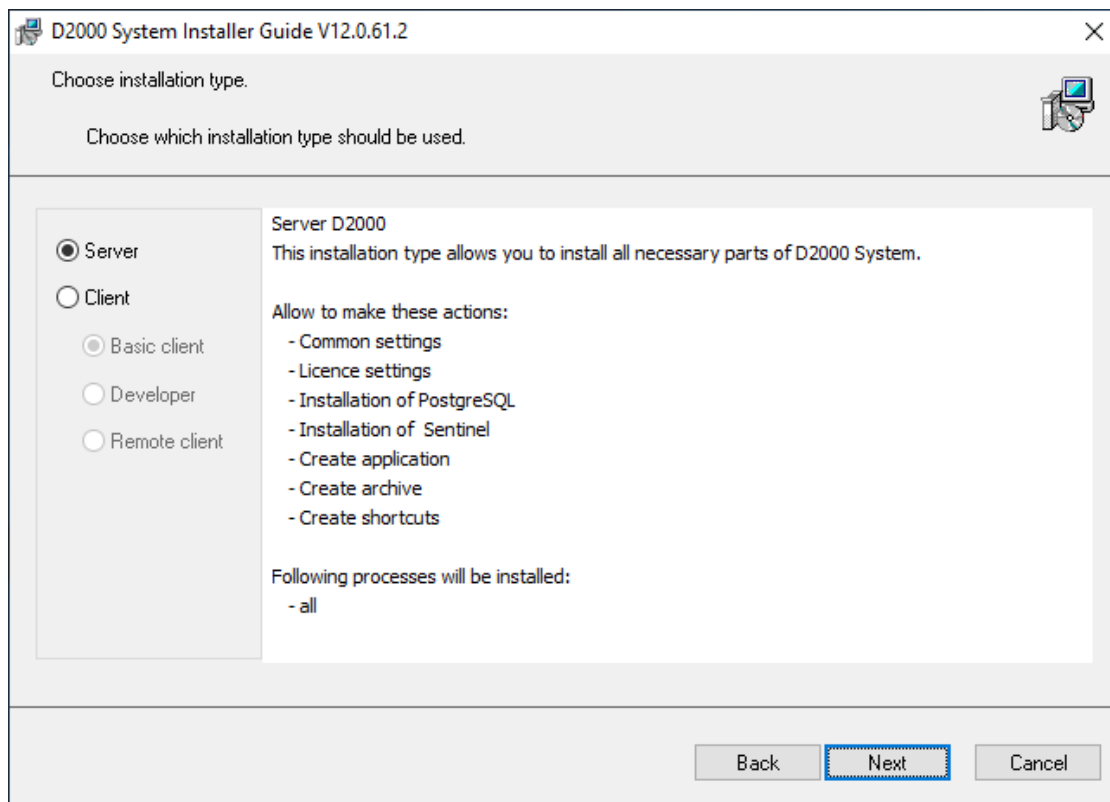 D2000 System Installer Guide V12.0.61.2
Choose installation type.
Choose which installation type should be used.
Server
Client
Basic client
Developer
Remote client
Server D2000
This installation type allows you to install all necessary parts of D2000 System.
Allow to make these actions:
- Common settings
- Licence settings
- Installation of PostgreSQL
- Installation of  Sentinel
- Create application
- Create archive
- Create shortcuts
Following processes will be installed:
- all
Back
Next
Cancel